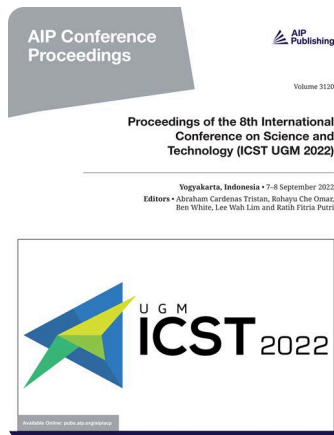 AIP Conference
Proceedings
AIP
Publishing
Volume 3120
Proceedings of the 8th International
Conference on Science and
Technology (ICST UGM 2022)
Yogyakarta, Indonesia • 7–8 September 2022
Editors • Abraham Cardenas Tristan, Rohayu Che Omar,
Ben White, Lee Wah Lim and Ratih Fitria Putri
UGM
ICST 2022
Available Online: pubs.aip.org/aip/acp